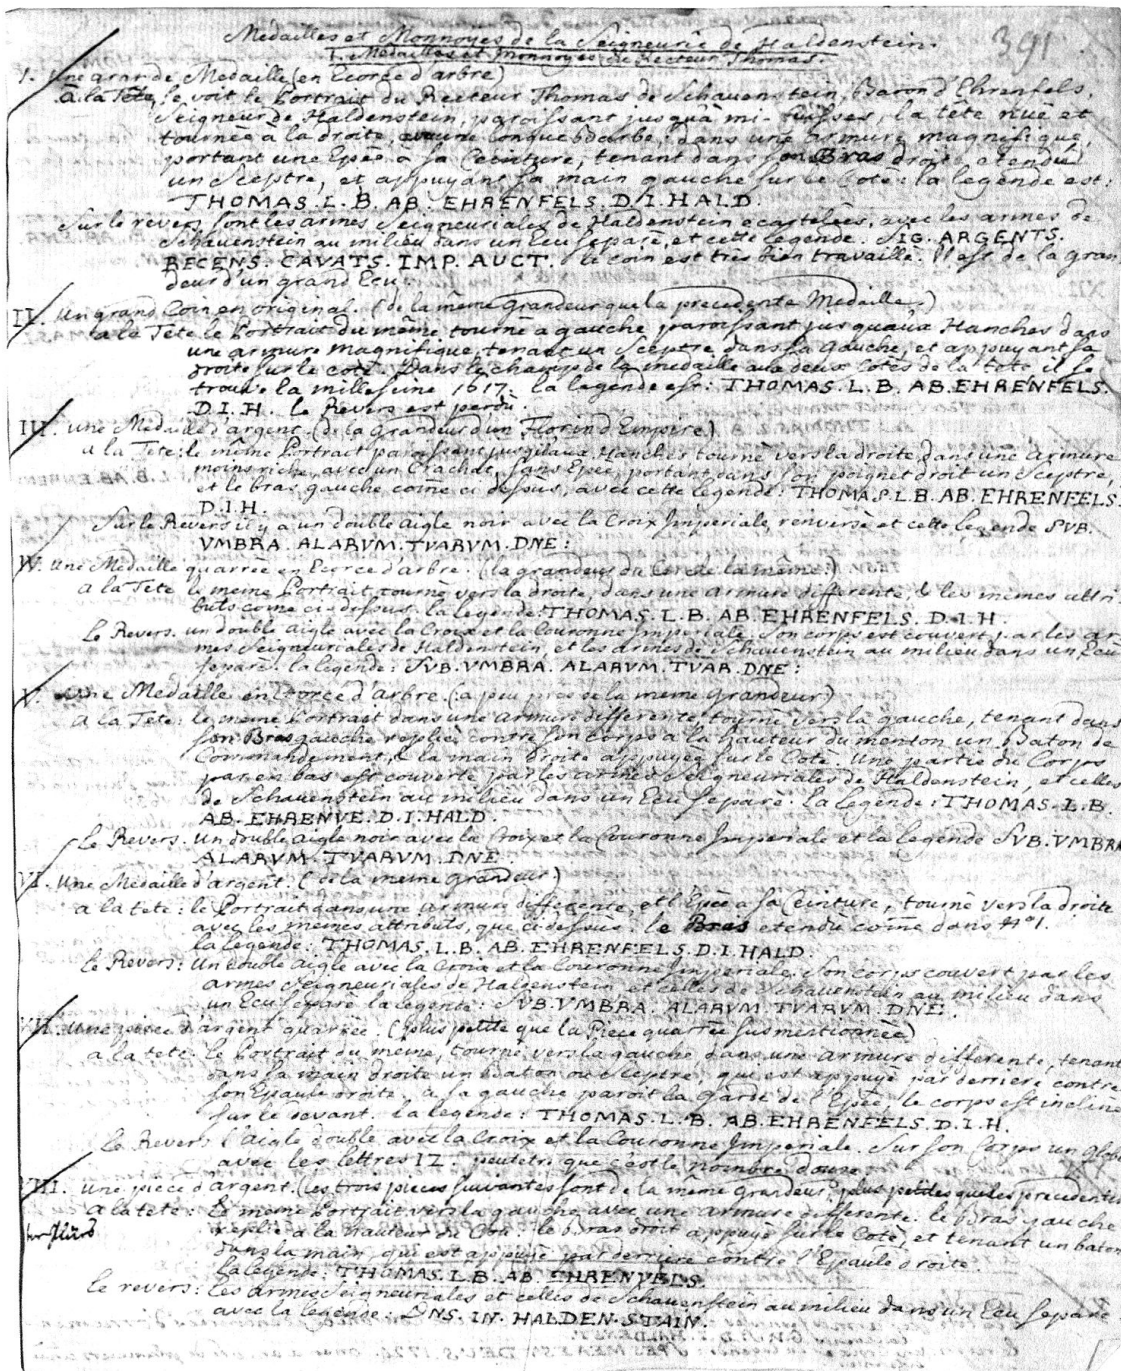 Medailles et Monnoyes de la Seigneurie de Haldenstein.
391
I. Medailles et monnoyes du Recteur Thomas.
I. Une grande Medaille (en Ecorce d'arbre)
à la Tête, se voit le Portrait du Recteur Thomas de Schauenstein, Baron d'Ehrenfels,
Seigneur de Haldenstein, paroissant jusqu'à mi-cuisses, la tête nüe et
tournée à la droite, avec une longue barbe, dans une armure magnifique,
portant une Epée à sa Ceinture, tenant dans son Bras droit etendu
un Sceptre, et appuyant sa main gauche sur le Coté: la legende est:
THOMAS. L. B. AB. EHRENFELS. D. I. HALD.
Sur le revers sont les armes Seigneuriales de Haldenstein ecartelées, avec les armes de
Schauenstein au milieu dans un Ecu separé, et cette legende. SIG. ARGENTS.
RECENS. CAVATS. IMP. AUCT. le coin est très bien travaillé. Il est de la gran
deur d'un grand Ecu.
II. Un grand Coin en original. (de la même Grandeur que la precedente Medaille.)
à la Tete le Portrait du même tourné a gauche paroissant jusqu'aux Hanches dans
une armure magnifique, tenant un Sceptre dans la Gauche, et appuyant la
droite sur le coté. Dans le champ de la medaille aux deux cotés de la tete il se
trouve la millesime 1617. la legende est: THOMAS. L. B. AB. EHRENFELS.
D. I. H. le Revers est perdu.
III. une Medaille d'argent. (de la Grandeur d'un Florin d'Empire)
a la Tete: le même Portrait paroissant jusqu'aux Hanches tourné vers la droite, dans une armure
moins riche, avec un Crachat, sans Epée, portant dans son poignet droit un Sceptre,
et le bras gauche come ci dessus, avec cette legende: THOMAS. L. B. AB. EHRENFELS.
D. I. H.
Sur le Revers il y a un double aigle noir avec la Croix Imperiale, renversé et cette legende SVB.
VMBRA. ALARVM. TVARVM. DNE:
IV. Une Medaille quarrée en Ecorce d'arbre. (la grandeur du Cercle la même.)
a la Tete le meme Portrait tourné vers la droite, dans une armure differente, & les mêmes attri-
buts come ci-dessus. la legende: THOMAS. L. B. AB. EHRENFELS. D. I. H.
Le Revers. un double aigle avec la Croix et la Couronne Imperiale. Son corps est couvert par les ar
mes Seigneuriales de Haldenstein, et les armes de Schauenstein au milieu dans un Ecu
separé. la legende: SVB. VMBRA. ALARVM. TVAR. DNE:
V. Une Medaille en Ecorce d'arbre. (à peu près de la meme Grandeur)
a la Tete: le meme Portrait dans une armure differente, tourné vers la gauche, tenant dans
son Bras gauche replié contre son corps a la hauteur du menton un Baton de
Commandement, & la main droite appuyée sur le Coté. Une partie du Corps
par en bas est couverte par les armes Seigneuriales de Haldenstein, et celles
de Schauenstein au milieu dans un Ecu separé. la Legende: THOMAS. L. B.
AB. EHRENVE. D. I. HALD.
Le Revers. Un double aigle noir avec la Croix et la Couronne Imperiale et la legende SVB. VMBRA
ALARVM. TVARVM. DNE.
VI. Une Medaille d'argent. (de la meme Grandeur)
a la tete: le Portrait dans une armure differente, et l'Epée a sa Ceinture, tourné vers la droite
avec les memes attributs, que ci-dessus. le Bras etendu come dans No 1.
la legende: THOMAS. L. B. AB. EHRENFELS. D. I. HALD.
Le Revers: Un double aigle avec la Croix et la Couronne Imperiale. Son corps couvert par les
armes Seigneuriales de Haldenstein et celles de Schauenstein au milieu dans
un Ecu separé la legende: SVB. VMBRA. ALARVM. TVARVM. DNE.
VII. Une piece d'argent quarrée. (plus petite que la Piece quarrée susmentionnée)
a la tete: le Portrait du meme, tourné vers la gauche dans une armure differente, tenant
dans sa main droite un baton ou Sceptre, qui est appuyé par derriere contre
son Epaule droite. à sa gauche paroit la Garde de l'Epée, le corps est incliné
sur le devant. la legende: THOMAS. L. B. AB. EHRENFELS. D. I. H.
Le Revers: l'aigle double avec la Croix et la Couronne Imperiale. Sur son Corps un globe
avec les lettres IZ. peutetre que c'est le nombre douze
VIII. Une piece d'argent. (les trois pieces suivantes sont de la même Grandeur, plus petites que les precedentes
a la tete: le meme Portrait vers la gauche avec une armure differente. le Bras gauche
replié a la hauteur du Cou: le bras droit appuyé sur le Coté, et tenant un baton
dans la main, qui est appuyé par derriere contre l'Epaule droite.
la legende: THOMAS. L. B. AB. EHRENVELS.
Le revers: les armes Seigneuriales et celles de Schauenstein au milieu dans un Ecu separé
avec la legende: DNS. IN. HALDEN. STAIN.